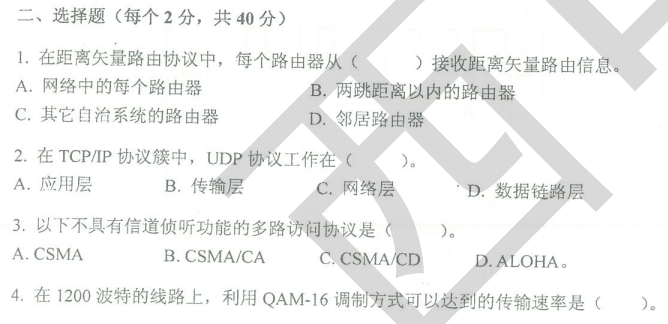 二、选择题（每个 2 分，共 40 分）
1. 在距离矢量路由协议中，每个路由器从（ ）接收距离矢量路由信息。
A. 网络中的每个路由器 B. 两跳距离以内的路由器
C. 其它自治系统的路由器 D. 邻居路由器
2. 在 TCP/IP 协议簇中，UDP 协议工作在（ ）。
A. 应用层 B. 传输层 C. 网络层 D. 数据链路层
3. 以下不具有信道侦听功能的多路访问协议是（ ）。
A. CSMA B. CSMA/CA C. CSMA/CD D. ALOHA。
4. 在 1200 波特的线路上，利用 QAM-16 调制方式可以达到的传输速率是（ ）。